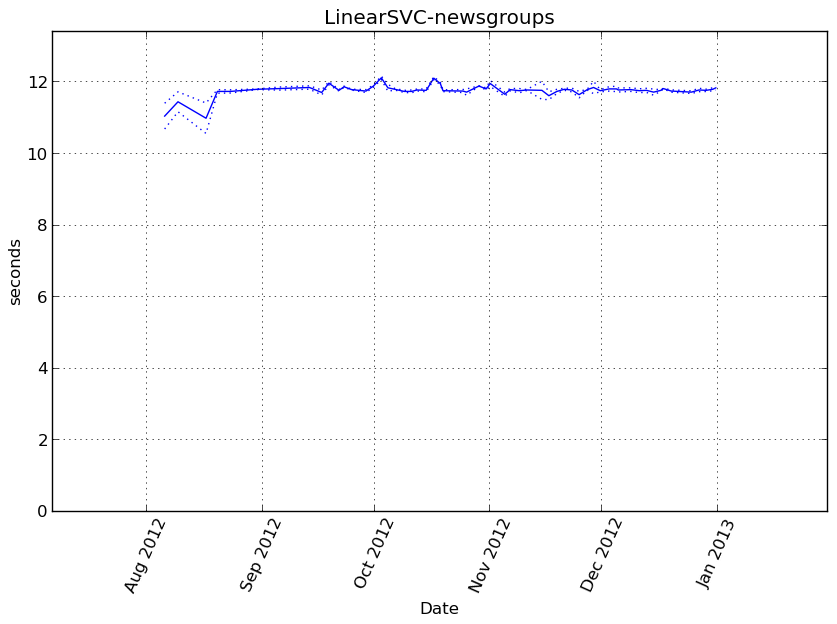 LinearSVC-newsgroups
12
10
8
6
4
2
0
seconds
Aug 2012
Sep 2012
Oct 2012
Nov 2012
Dec 2012
Jan 2013
Date